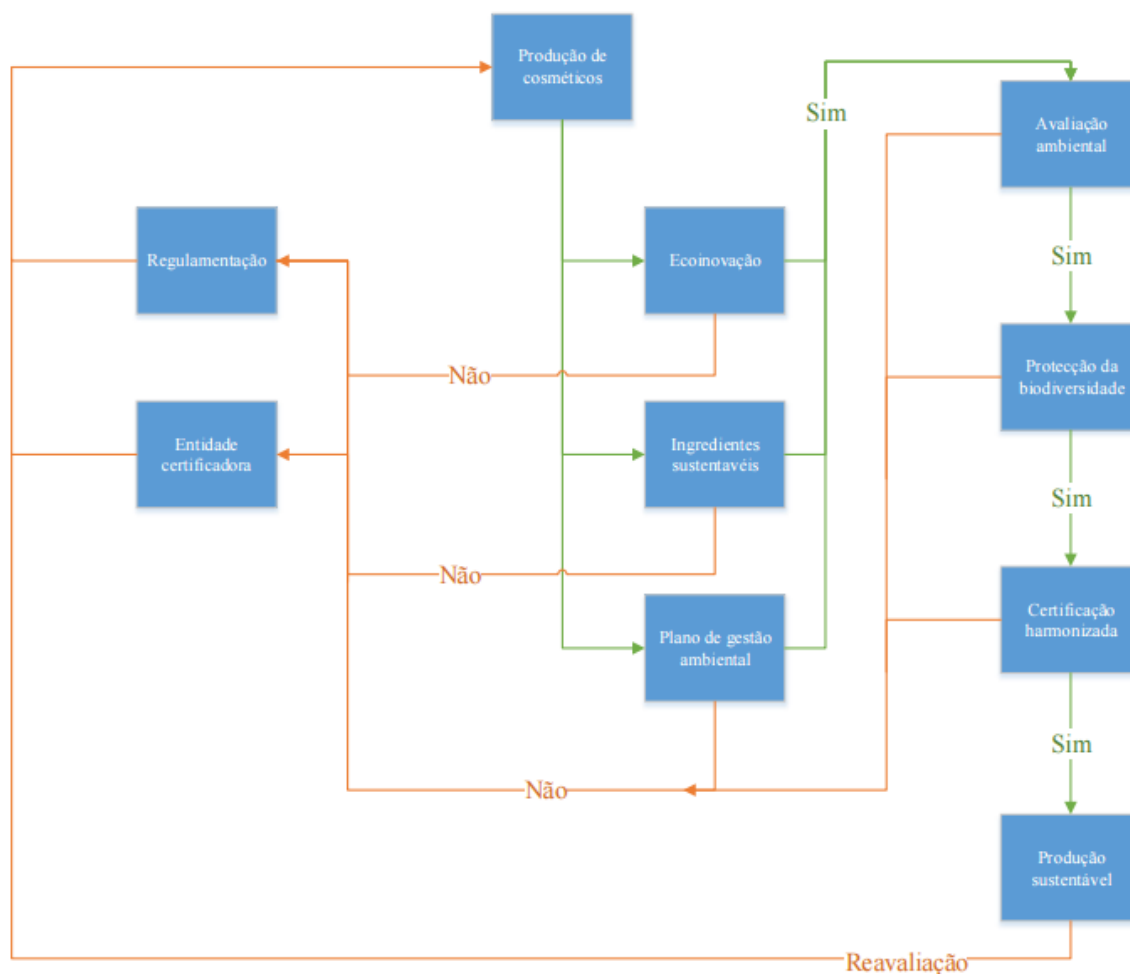 Produção de
cosméticos
Sim
Avaliação
ambiental
Regulamentação
Ecoinovação
Sim
Não
Protecção da
biodiversidade
Entidade
certificadora
Ingredientes
sustentavéis
Sim
Não
Certificação
harmonizada
Plano de gestão
ambiental
Sim
Não
Produção
sustentável
Reavaliação